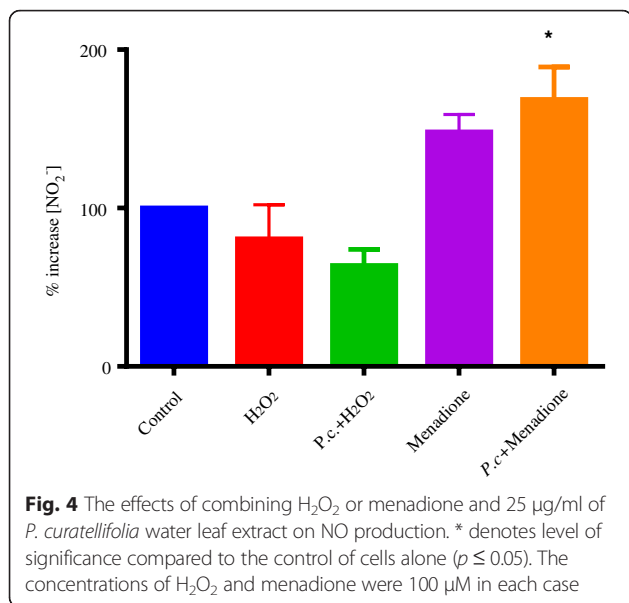 *
200
100
0
% increase [NO₂⁻]
Control
H₂O₂
P.c.+H₂O₂
Menadione
P.c+Menadione
Fig. 4 The effects of combining H₂O₂ or menadione and 25 μg/ml of
P. curatellifolia water leaf extract on NO production. * denotes level of
significance compared to the control of cells alone (p ≤ 0.05). The
concentrations of H₂O₂ and menadione were 100 μM in each case